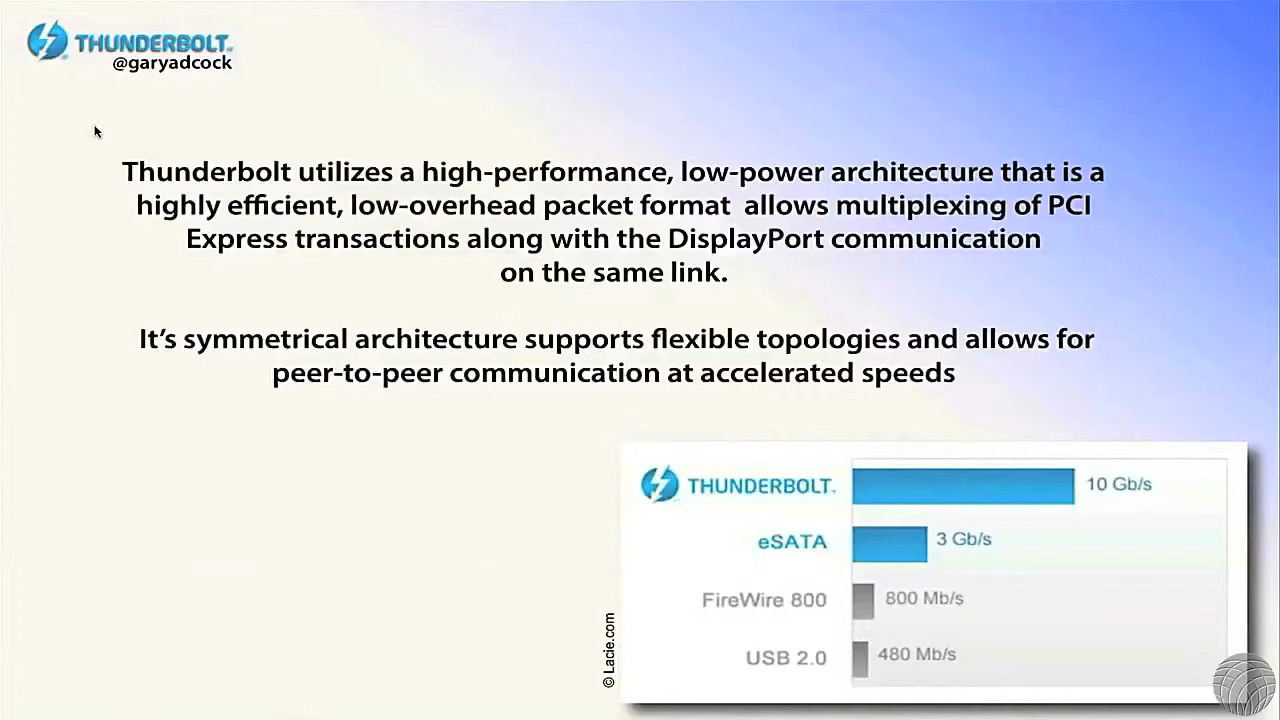 THUNDERBOLT™
@garyadcock
Thunderbolt utilizes a high-performance, low-power architecture that is a
highly efficient, low-overhead packet format allows multiplexing of PCI
Express transactions along with the DisplayPort communication
on the same link.
It's symmetrical architecture supports flexible topologies and allows for
peer-to-peer communication at accelerated speeds
THUNDERBOLT™ 10 Gb/s
eSATA 3 Gb/s
FireWire 800 800 Mb/s
USB 2.0 480 Mb/s
© Lacie.com